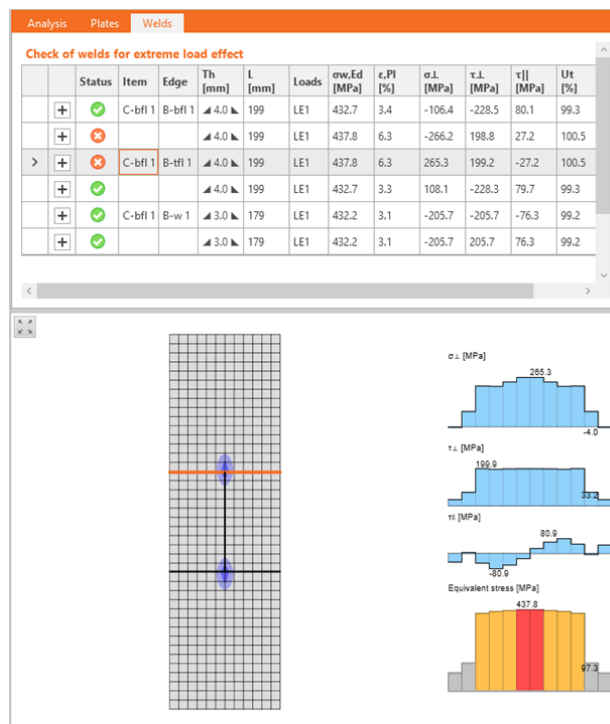 Analysis Plates Welds
Check of welds for extreme load effect
Status Item Edge Th [mm] L [mm] Loads σw,Ed [MPa] ε,Pl [%] σ⊥ [MPa] τ⊥ [MPa] τ|| [MPa] Ut [%]
C-bfl 1 B-bfl 1 ◢ 4.0 ◣ 199 LE1 432.7 3.4 -106.4 -228.5 80.1 99.3
◢ 4.0 ◣ 199 LE1 437.8 6.3 -266.2 198.8 27.2 100.5
C-bfl 1 B-tfl 1 ◢ 4.0 ◣ 199 LE1 437.8 6.3 265.3 199.2 -27.2 100.5
◢ 4.0 ◣ 199 LE1 432.7 3.3 108.1 -228.3 79.7 99.3
C-bfl 1 B-w 1 ◢ 3.0 ◣ 179 LE1 432.2 3.1 -205.7 -205.7 -76.3 99.2
◢ 3.0 ◣ 179 LE1 432.2 3.1 -205.7 205.7 76.3 99.2
σ⊥ [MPa]
265.3
-4.0
τ⊥ [MPa]
199.9
33.2
τ|| [MPa]
80.9
-80.9
Equivalent stress [MPa]
437.8
97.3